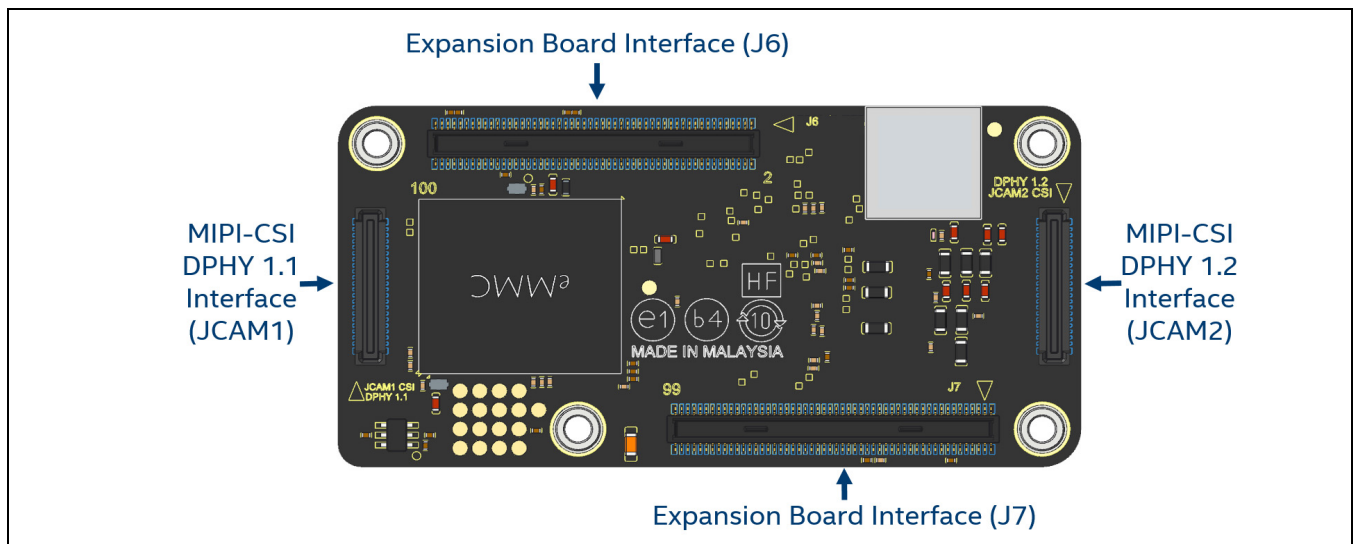 Expansion Board Interface (J6)
J6
100
2
DPHY 1.2
JCAM2 CSI
MIPI-CSI
DPHY 1.1
Interface
(JCAM1)
MIPI-CSI
DPHY 1.2
Interface
(JCAM2)
eMMC
HF
e1
b4
10
MADE IN MALAYSIA
JCAM1 CSI
DPHY 1.1
99
J7
Expansion Board Interface (J7)